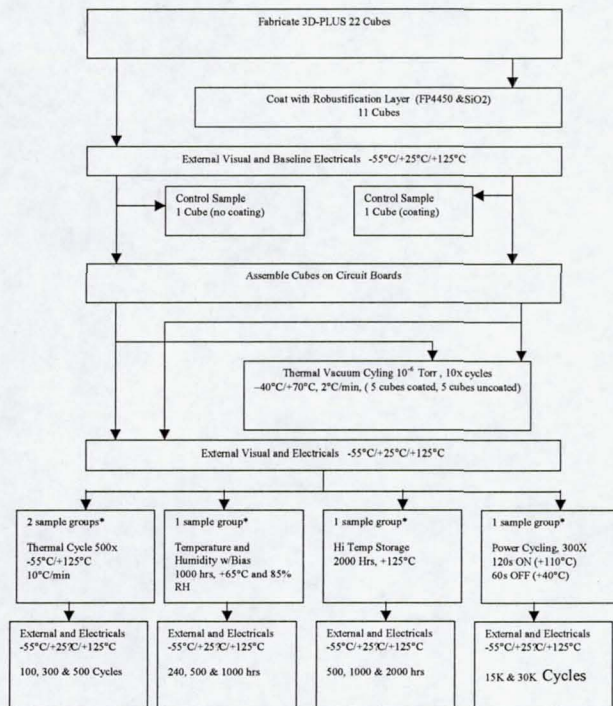 Fabricate 3D-PLUS 22 Cubes
Coat with Robustification Layer (FP4450 &SiO2)
11 Cubes
External Visual and Baseline Electricals -55°C/+25°C/+125°C
Control Sample
1 Cube (no coating)
Control Sample
1 Cube (coating)
Assemble Cubes on Circuit Boards
Thermal Vacuum Cyling 10⁻⁶ Torr , 10x cycles
–40°C/+70°C, 2°C/min, ( 5 cubes coated, 5 cubes uncoated)
External Visual and Electricals -55°C/+25°C/+125°C
2 sample groups*
Thermal Cycle 500x
-55°C/+125°C
10°C/min
1 sample group*
Temperature and
Humidity w/Bias
1000 hrs, +65°C and 85%
RH
1 sample group*
Hi Temp Storage
2000 Hrs, +125°C
1 sample group*
Power Cycling, 300X
120s ON (+110°C)
60s OFF (+40°C)
External and Electricals
-55°C/+25?C/+125°C
100, 300 & 500 Cycles
External and Electricals
-55°C/+25?C/+125°C
240, 500 & 1000 hrs
External and Electricals
-55°C/+25?C/+125°C
500, 1000 & 2000 hrs
External and Electricals
-55°C/+25?C/+125°C
15K & 30K Cycles